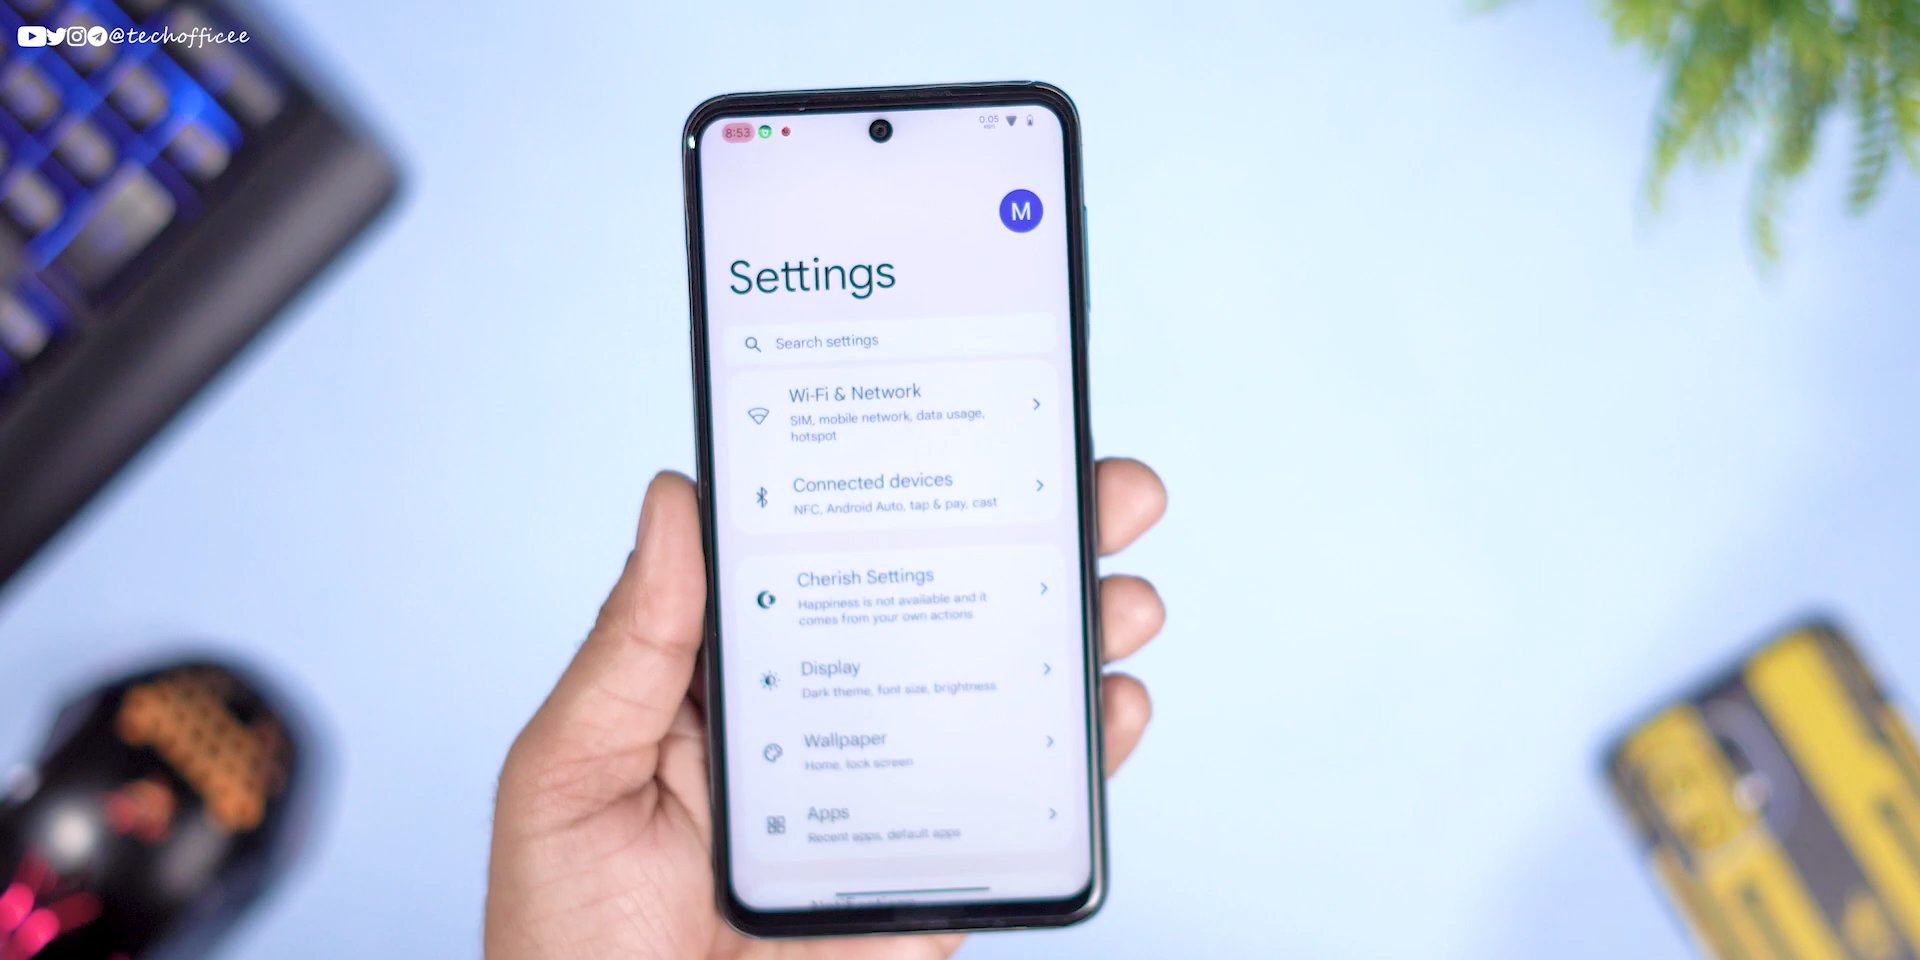 @techofficee
8:53
0.05
M
Settings
Search settings
Wi-Fi & Network
SIM, mobile network, data usage,
hotspot
Connected devices
NFC, Android Auto, tap & pay, cast
Cherish Settings
Happiness is not available and it
comes from your own actions
Display
Dark theme, font size, brightness
Wallpaper
Home, lock screen
Apps
Recent apps, default apps